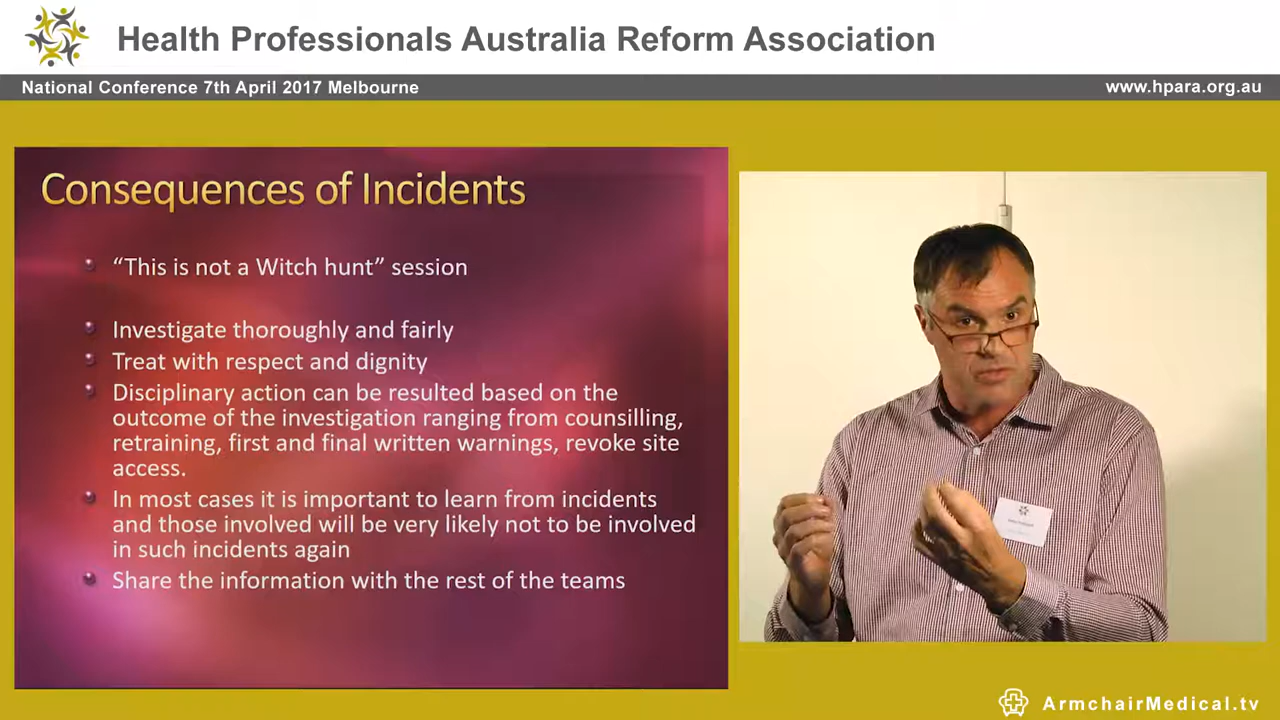 Health Professionals Australia Reform Association
National Conference 7th April 2017 Melbourne
www.hpara.org.au
Consequences of Incidents
“This is not a Witch hunt” session
Investigate thoroughly and fairly
Treat with respect and dignity
Disciplinary action can be resulted based on the
outcome of the investigation ranging from counsilling,
retraining, first and final written warnings, revoke site
access.
In most cases it is important to learn from incidents
and those involved will be very likely not to be involved
in such incidents again
Share the information with the rest of the teams
ArmchairMedical.tv